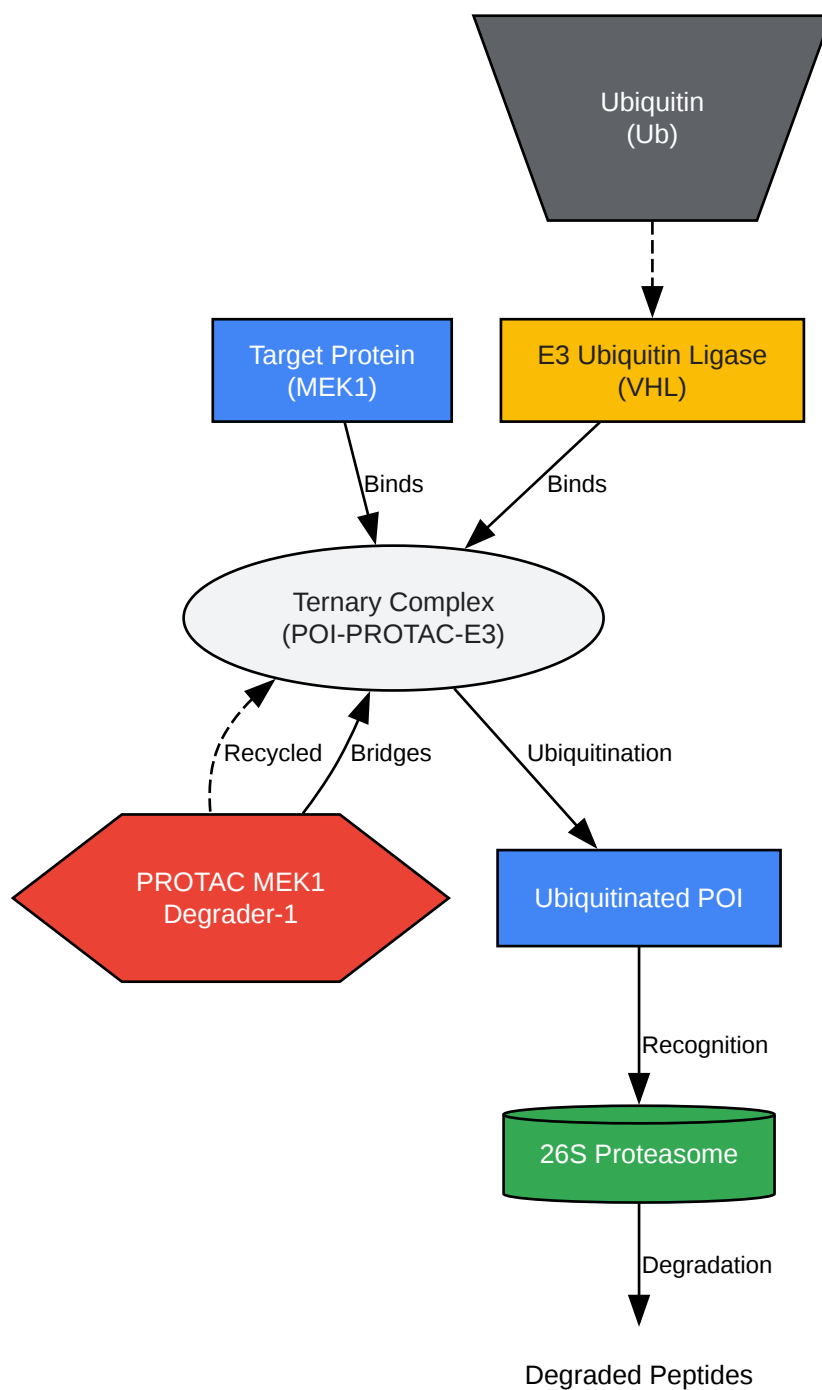 Ubiquitin
(Ub)
Target Protein
(MEK1)
E3 Ubiquitin Ligase
(VHL)
Binds
Binds
Ternary Complex
(POI-PROTAC-E3)
Recycled
Bridges
Ubiquitination
PROTAC MEK1
Degrader-1
Ubiquitinated POI
Recognition
26S Proteasome
Degradation
Degraded Peptides